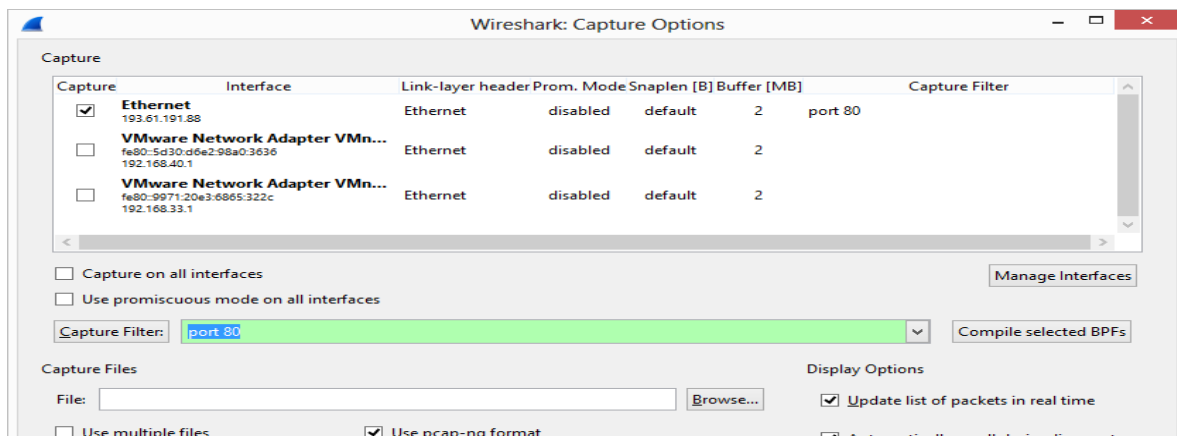 Wireshark: Capture Options
Capture
Capture Interface Link-layer header Prom. Mode Snaplen [B] Buffer [MB] Capture Filter
Ethernet
193.61.191.88
Ethernet disabled default 2 port 80
VMware Network Adapter VMn...
fe80::5d30:d6e2:98a0:3636
192.168.40.1
Ethernet disabled default 2
VMware Network Adapter VMn...
fe80::9971:20e3:6865:322c
192.168.33.1
Ethernet disabled default 2
Capture on all interfaces
Manage Interfaces
Use promiscuous mode on all interfaces
Capture Filter: port 80 Compile selected BPFs
Capture Files
Display Options
File: Browse...
Update list of packets in real time
Use multiple files Use pcap-ng format